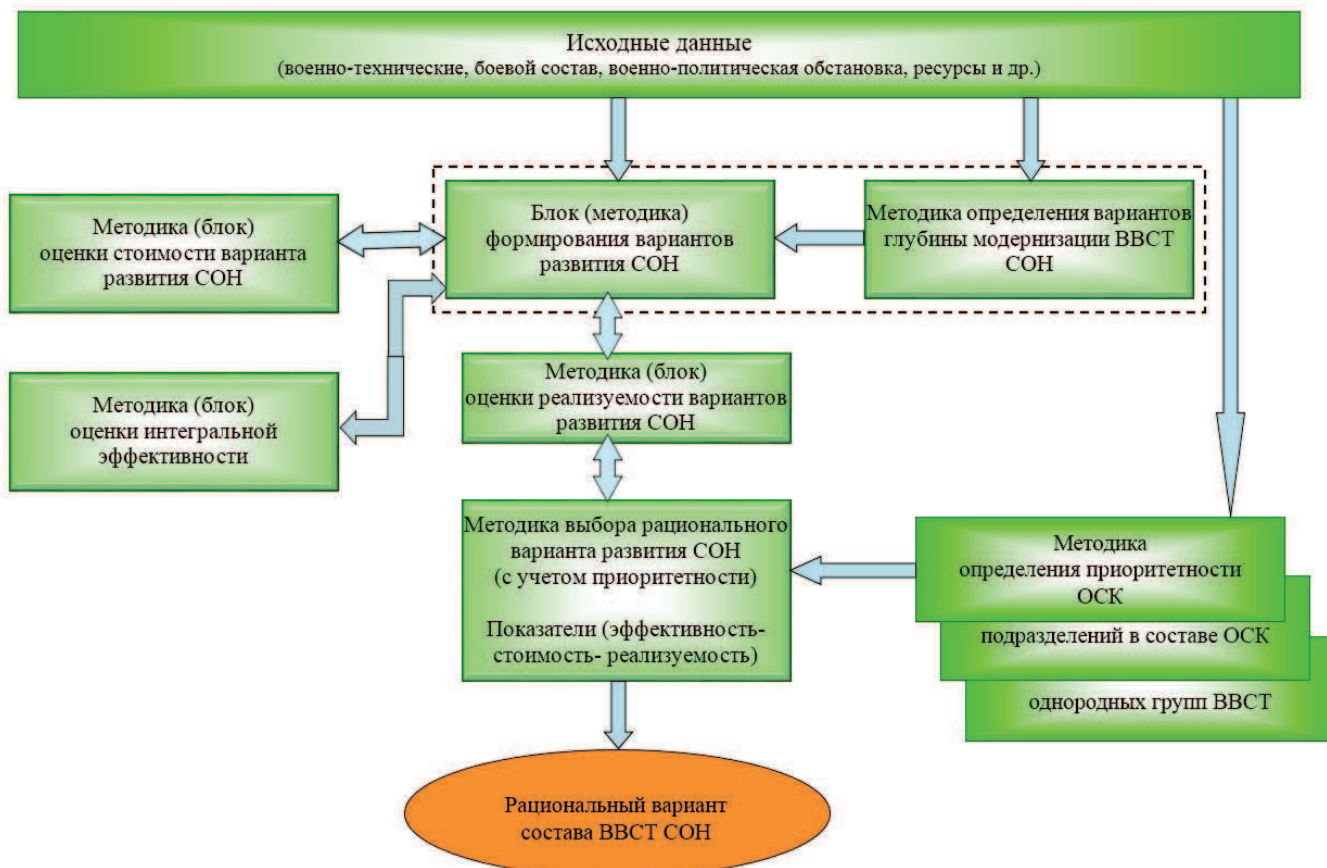 Исходные данные
(военно-технические, боевой состав, военно-политическая обстановка, ресурсы и др.)
Методика (блок)
оценки стоимости варианта
развития СОН
Блок (методика)
формирования вариантов
развития СОН
Методика определения вариантов
глубины модернизации ВВСТ
СОН
Методика (блок)
оценки интегральной
эффективности
Методика (блок)
оценки реализуемости вариантов
развития СОН
Методика выбора рационального
варианта развития СОН
(с учетом приоритетности)
Показатели (эффективность-
стоимость- реализуемость)
Методика
определения приоритетности
ОСК
подразделений в составе ОСК
однородных групп ВВСТ
Рациональный вариант
состава ВВСТ СОН